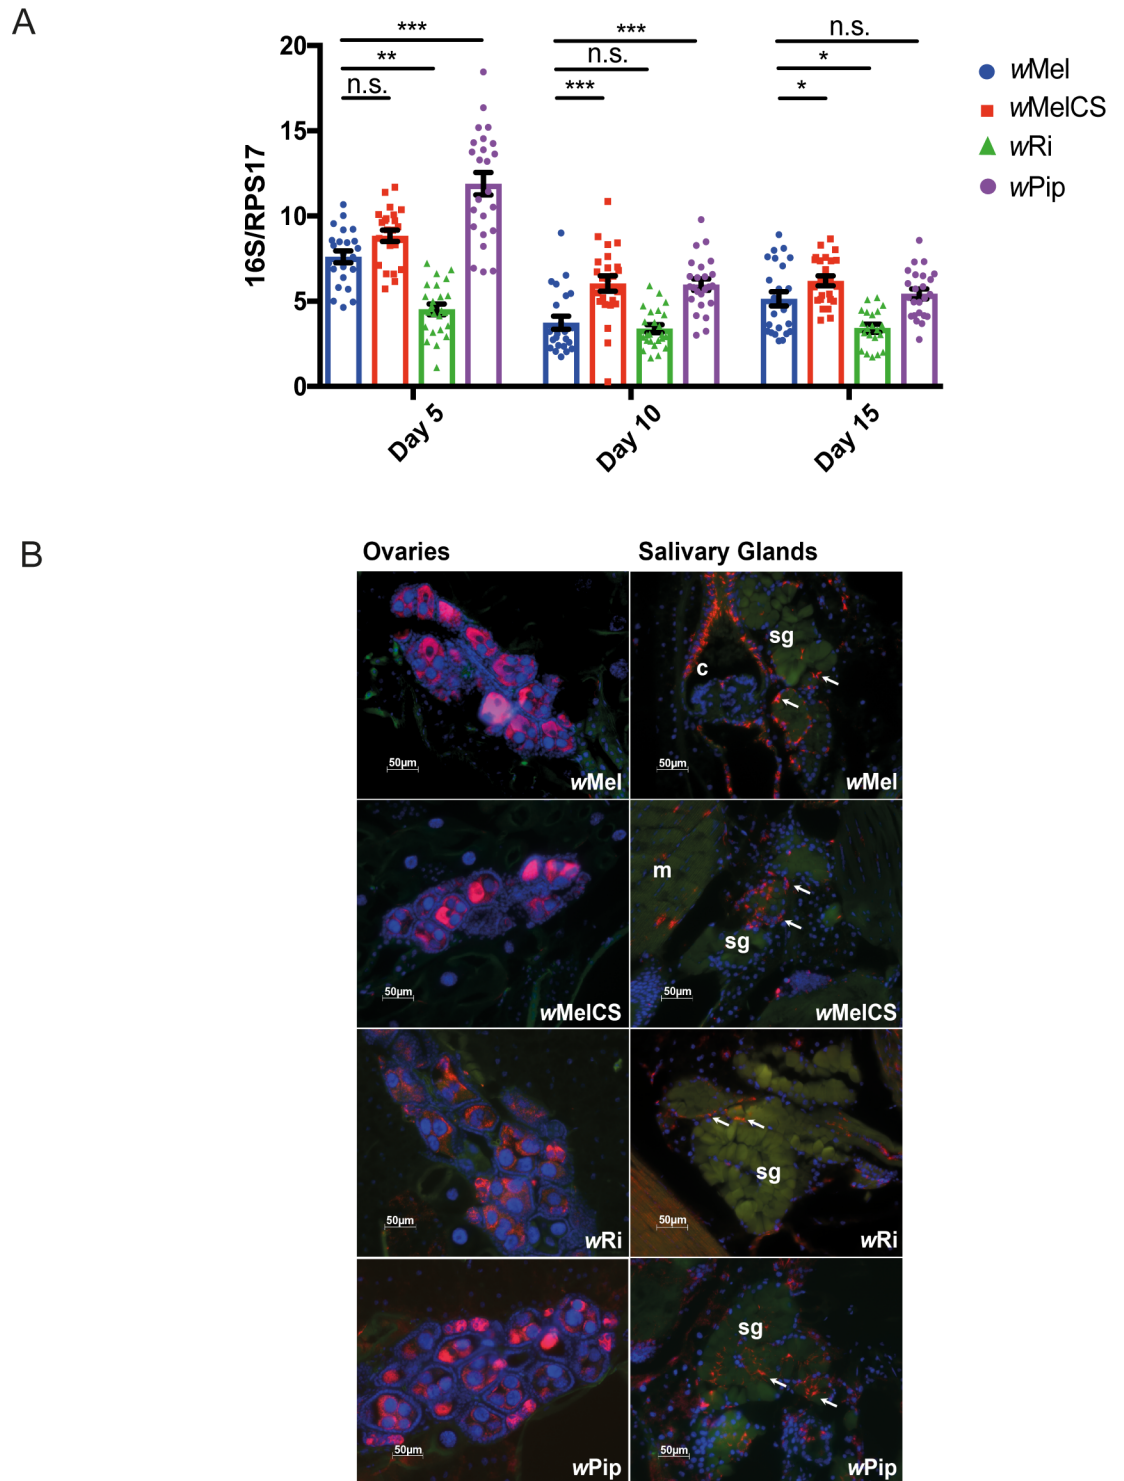 A
***
**
n.s.
***
n.s.
***
n.s.
*
*
20
15
10
5
0
16S/RPS17
Day 5
Day 10
Day 15
wMel
wMelCS
wRi
wPip
B
Ovaries
Salivary Glands
50µm
wMel
sg
c
50µm
wMel
50µm
wMelCS
m
sg
50µm
wMelCS
50µm
wRi
sg
50µm
wRi
50µm
wPip
sg
50µm
wPip